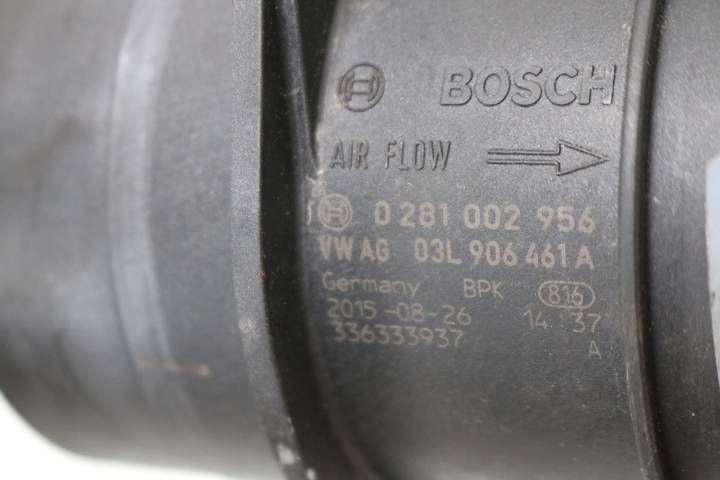 BOSCH
AIR FLOW
0 281 002 956
VW AG 03L 906 461 A
Germany BPK 816
2015-08-26 14 37
336333937 A